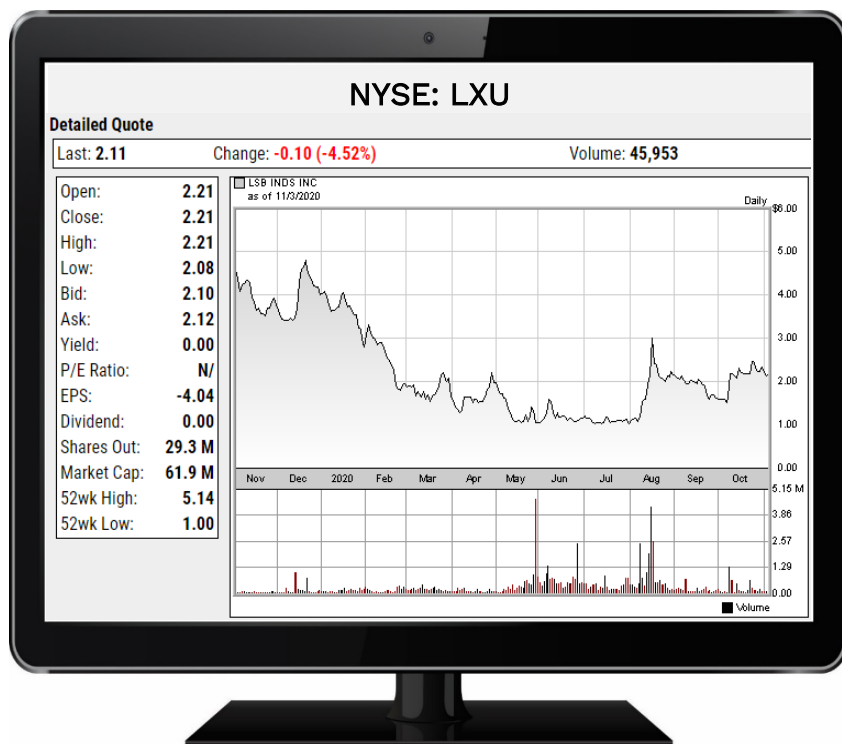 NYSE: LXU
Detailed Quote
Last: 2.11 Change: -0.10 (-4.52%) Volume: 45,953
Open: 2.21
Close: 2.21
High: 2.21
Low: 2.08
Bid: 2.10
Ask: 2.12
Yield: 0.00
P/E Ratio: N/
EPS: -4.04
Dividend: 0.00
Shares Out: 29.3 M
Market Cap: 61.9 M
52wk High: 5.14
52wk Low: 1.00
LSB INDS INC
as of 11/3/2020
Daily
$6.00
5.00
4.00
3.00
2.00
1.00
0.00
Nov Dec 2020 Feb Mar Apr May Jun Jul Aug Sep Oct
5.15 M
3.86
2.57
1.29
0.00
Volume